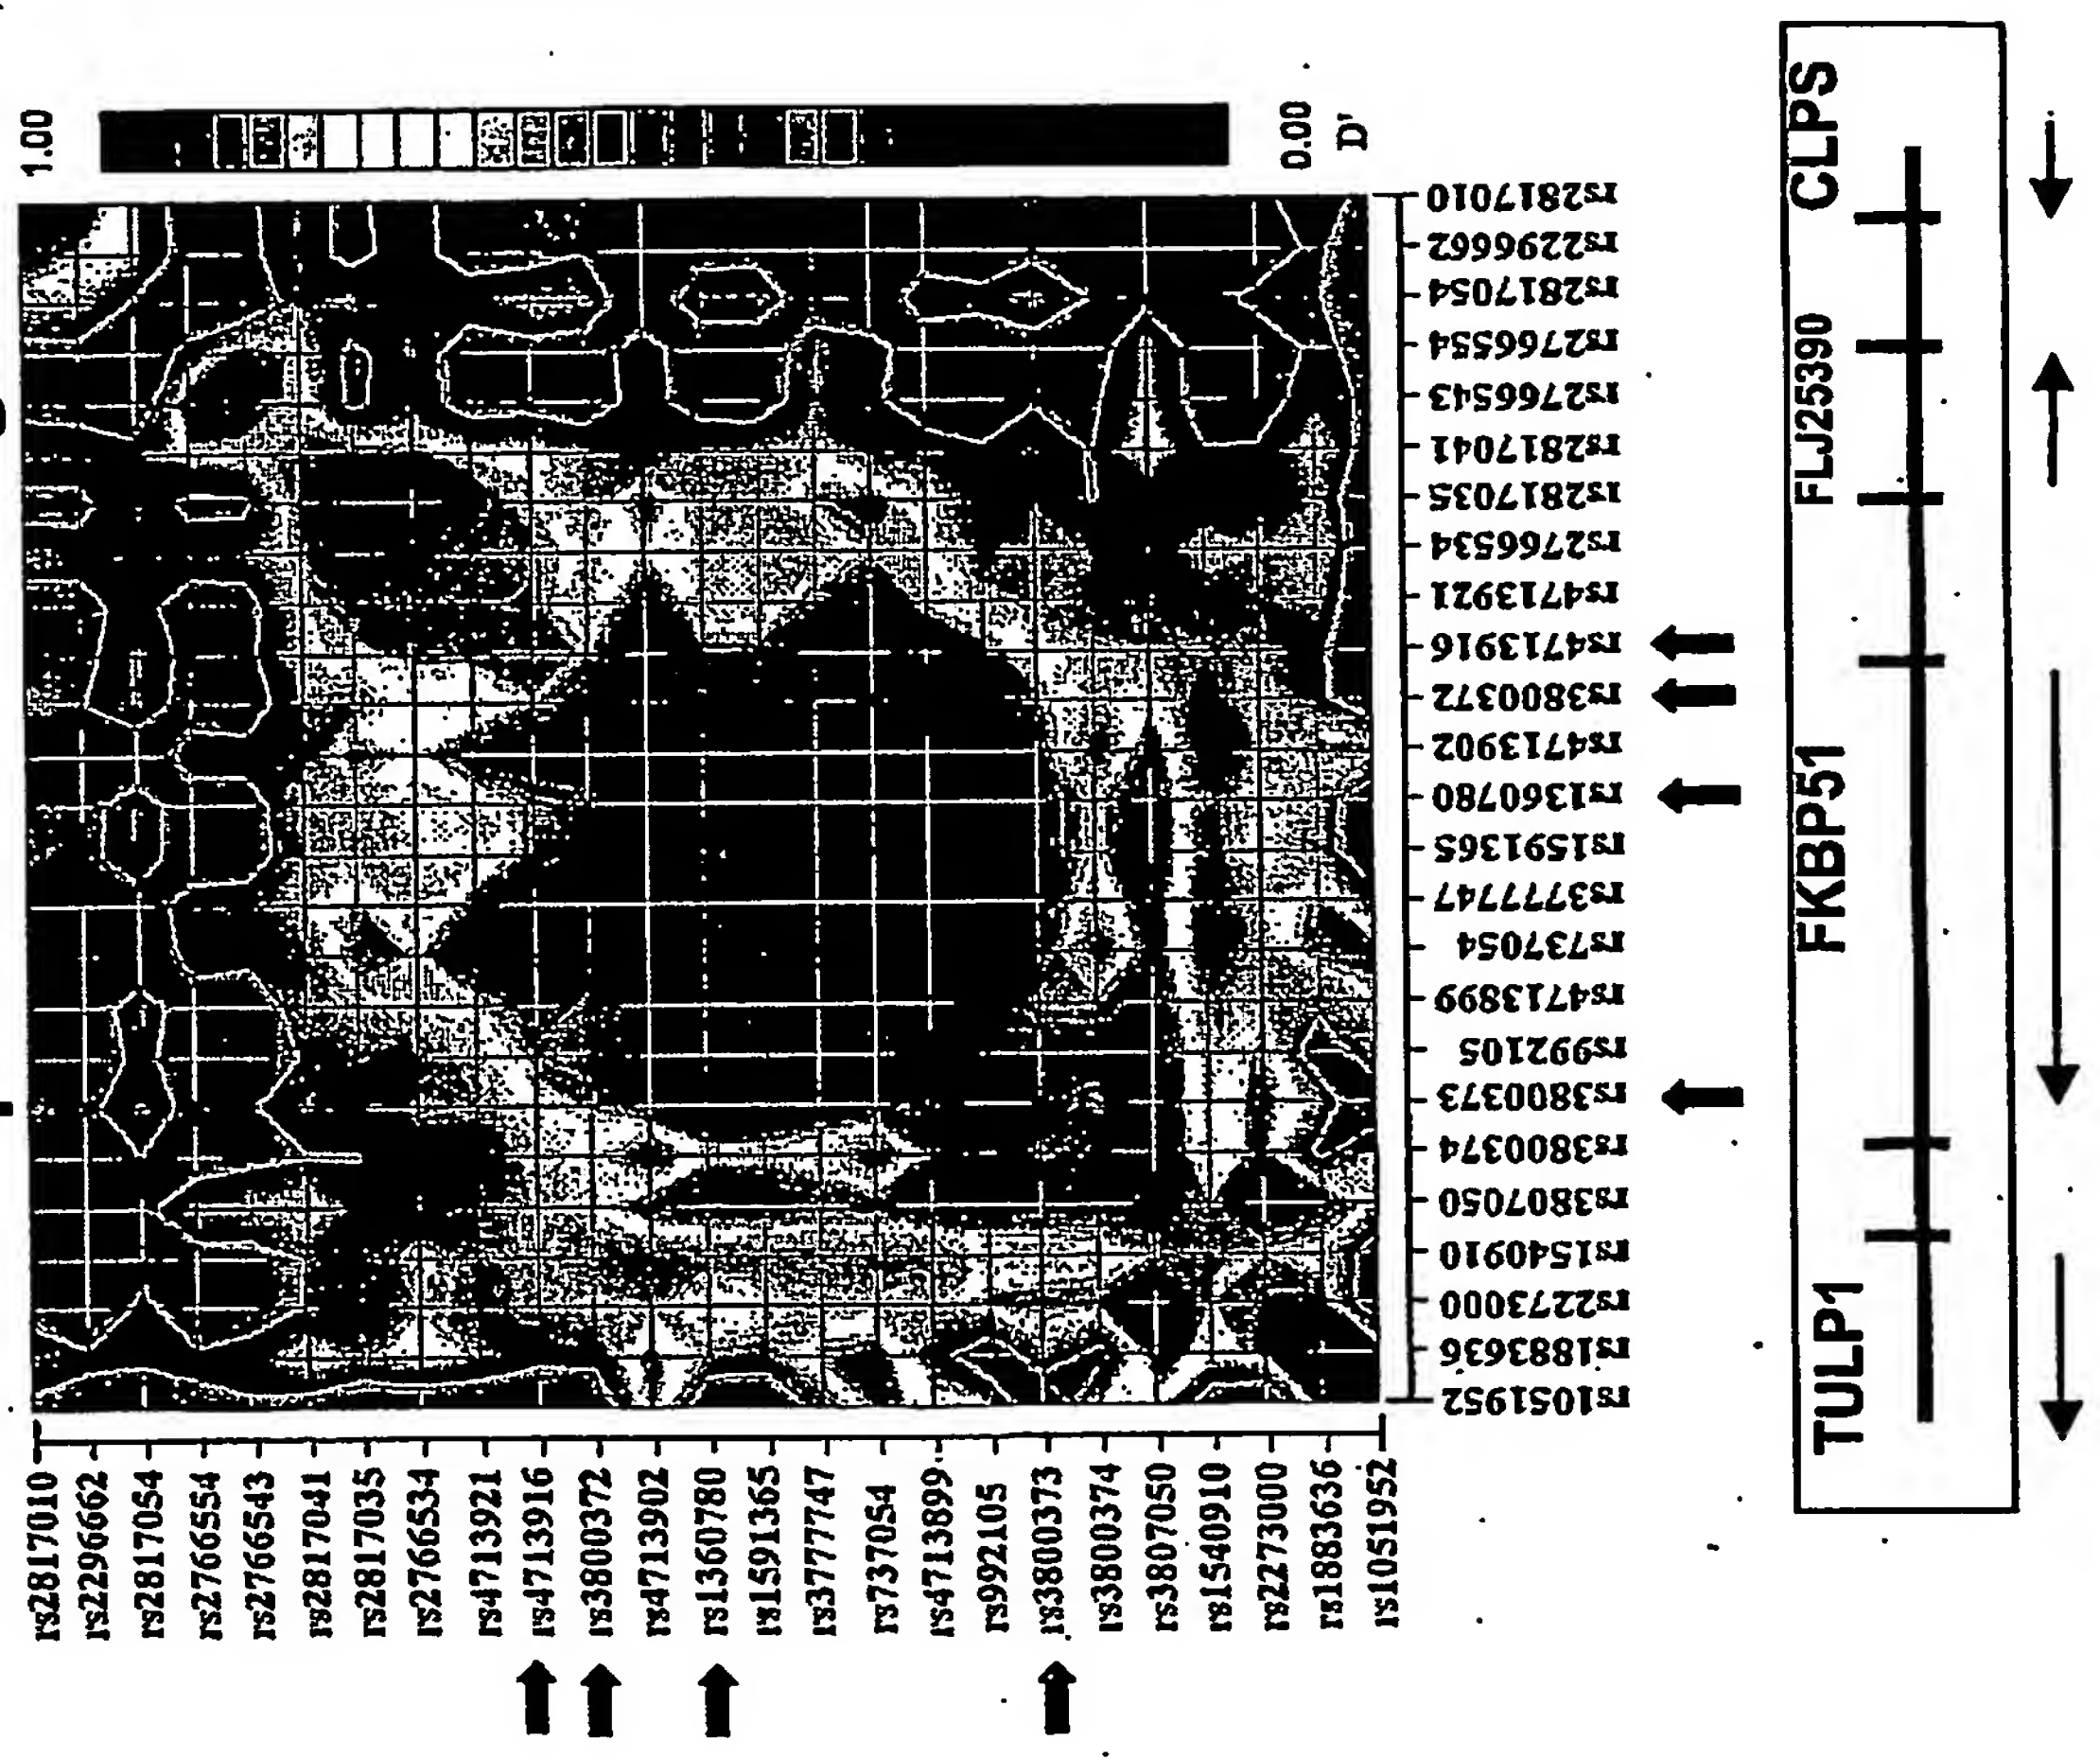 1.00
0.00
D'
rs2817010
rs2296662
rs2817054
rs2766554
rs2766543
rs2817041
rs2817035
rs2766534
rs4713921
rs4713916
rs3800372
rs4713902
rs1360780
rs1591365
rs3777747
rs737054
rs4713899
rs992105
rs3800373
rs3800374
rs3807050
rs1540910
rs2273000
rs1883636
rs1051952
rs2817010
rs2296662
rs2817054
rs2766554
rs2766543
rs2817041
rs2817035
rs2766534
rs4713921
rs4713916
rs3800372
rs4713902
rs1360780
rs1591365
rs3777747
rs737054
rs4713899
rs992105
rs3800373
rs3800374
rs3807050
rs1540910
rs2273000
rs1883636
rs1051952
TULP1
FKBP51
FLJ25390
CLPS